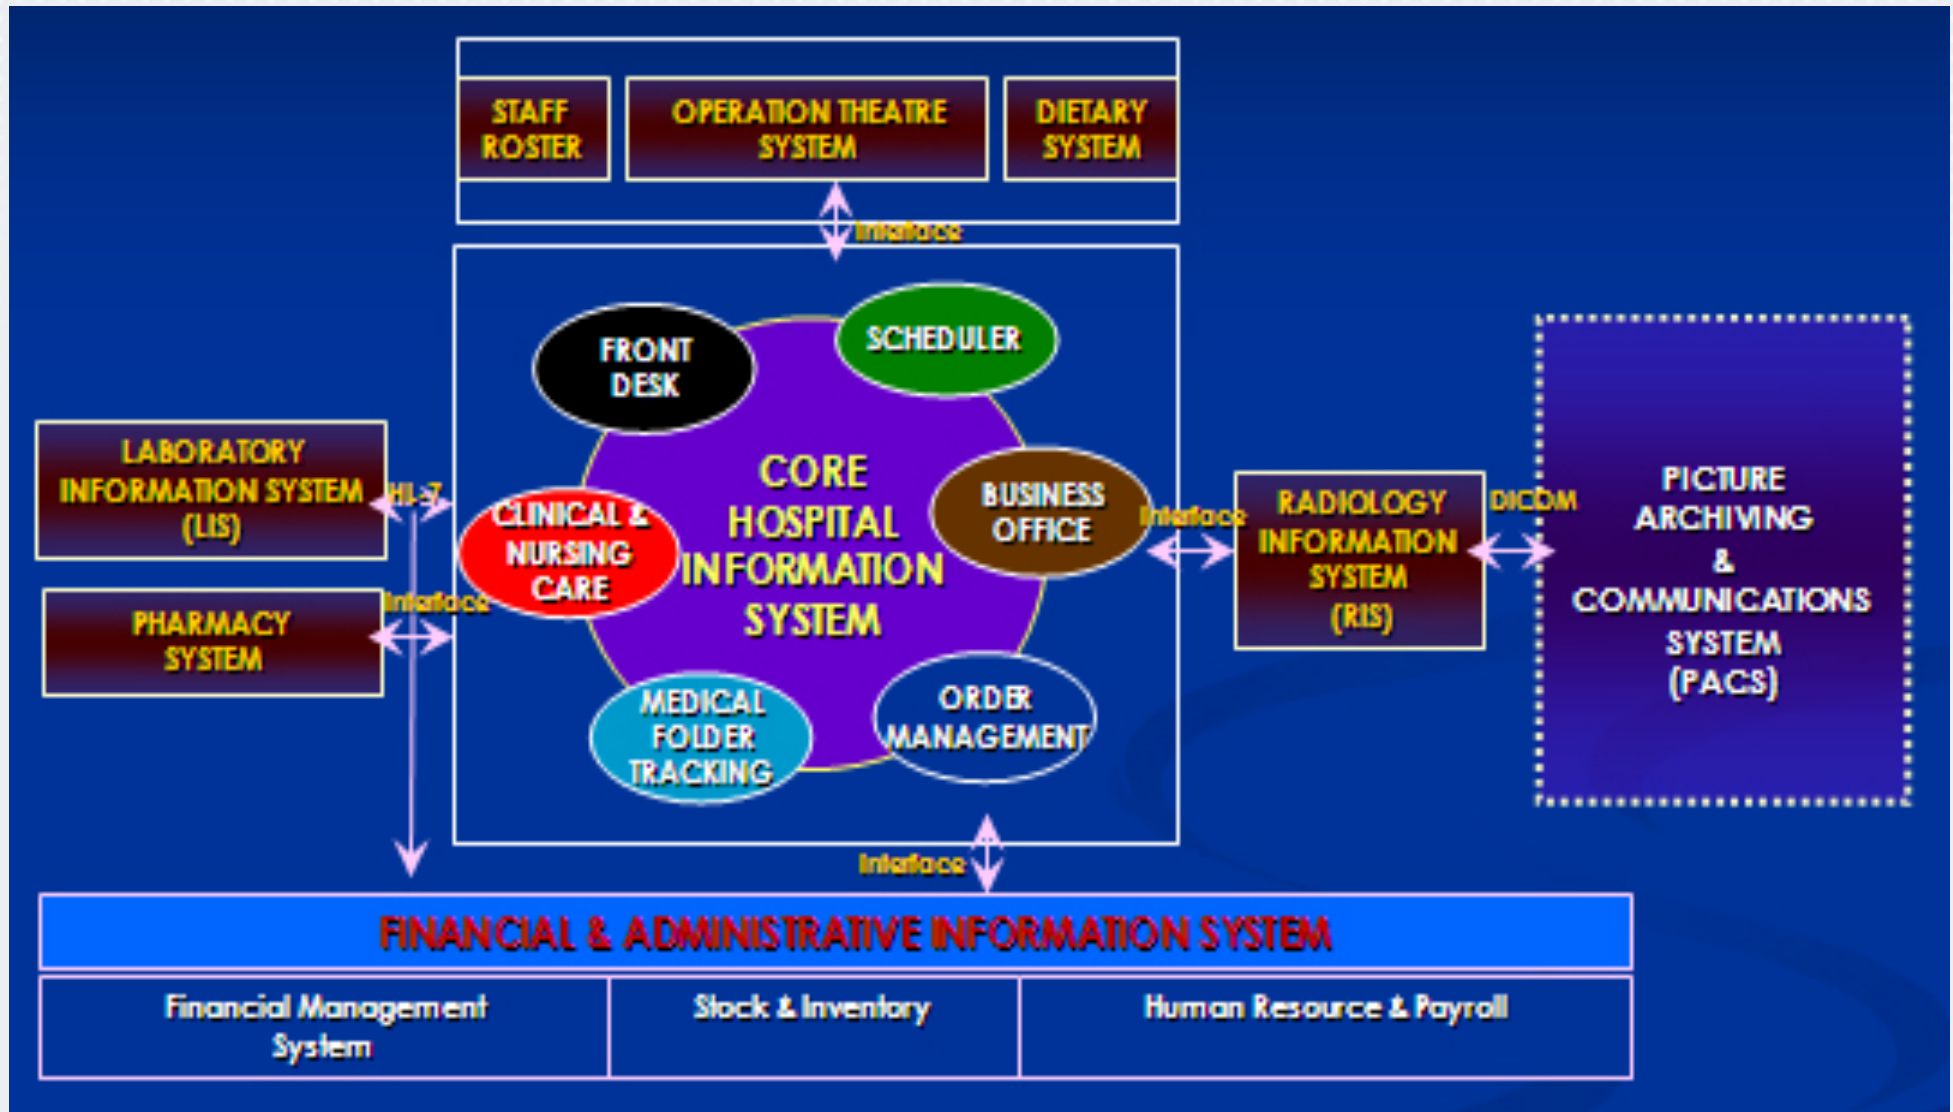 STAFF
ROSTER
OPERATION THEATRE
SYSTEM
DIETARY
SYSTEM
Interface
FRONT
DESK
SCHEDULER
CORE
HOSPITAL
INFORMATION
SYSTEM
BUSINESS
OFFICE
CLINICAL &
NURSING
CARE
MEDICAL
FOLDER
TRACKING
ORDER
MANAGEMENT
LABORATORY
INFORMATION SYSTEM
(LIS)
HL-7
PHARMACY
SYSTEM
Interface
Interface
RADIOLOGY
INFORMATION
SYSTEM
(RIS)
DICOM
PICTURE
ARCHIVING
&
COMMUNICATIONS
SYSTEM
(PACS)
Interface
FINANCIAL & ADMINISTRATIVE INFORMATION SYSTEM
Financial Management
System
Stock & Inventory
Human Resource & Payroll